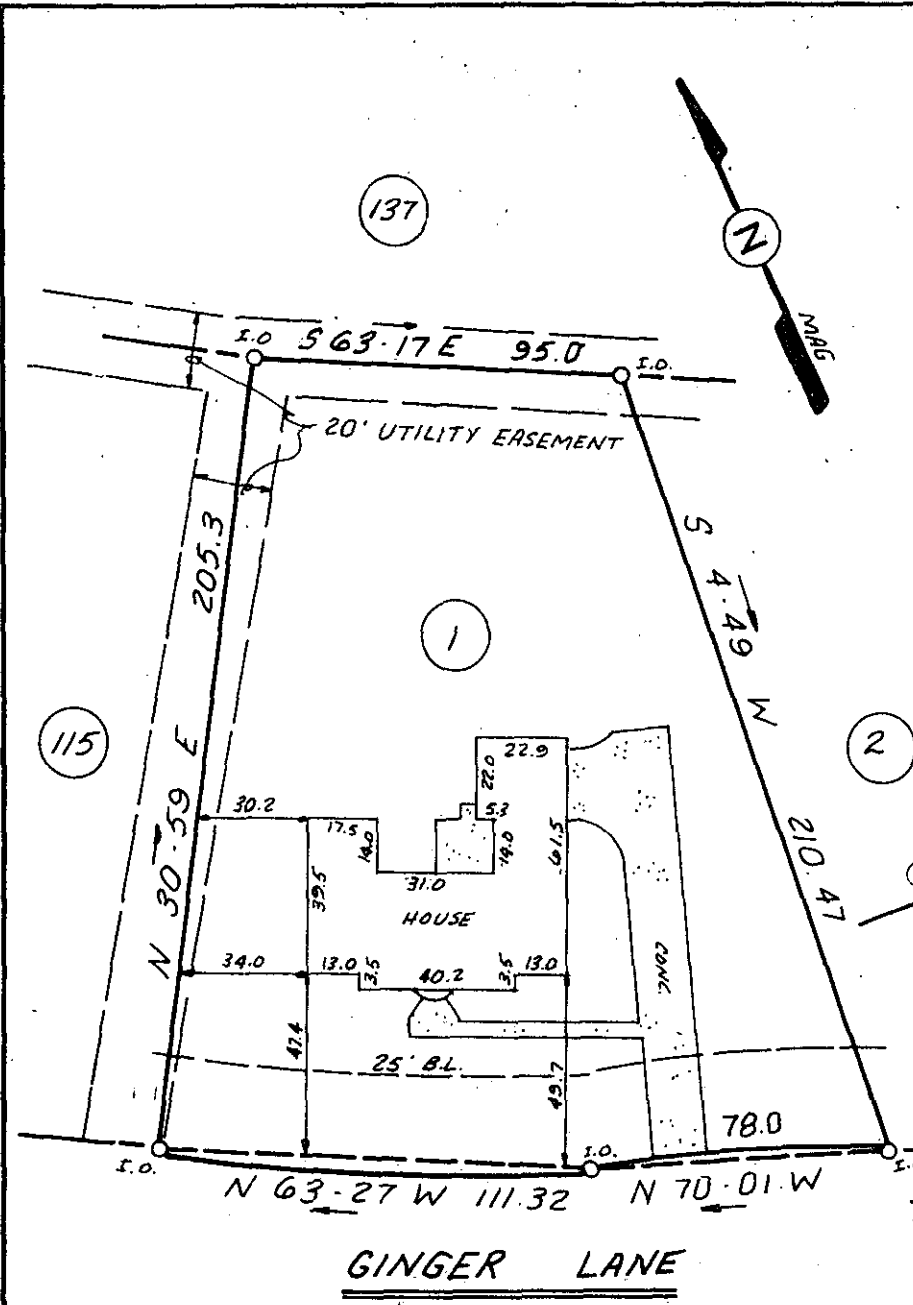 N
MAG
137
I.O
S 63-17 E 95.0
I.O.
20' UTILITY EASEMENT
205.3
S 4-49 W
1
115
2
N 30-59 E
22.9
22.0
30.2
5.3
17.5
14.0
14.0
61.5
210.47
31.0
39.5
HOUSE
CONC
34.0
13.0
3.5
40.2
3.5
13.0
47.4
25' B.L.
49.7
78.0
I.O.
I.O.
I.
N 63-27 W 111.32
N 70-01 W
GINGER LANE